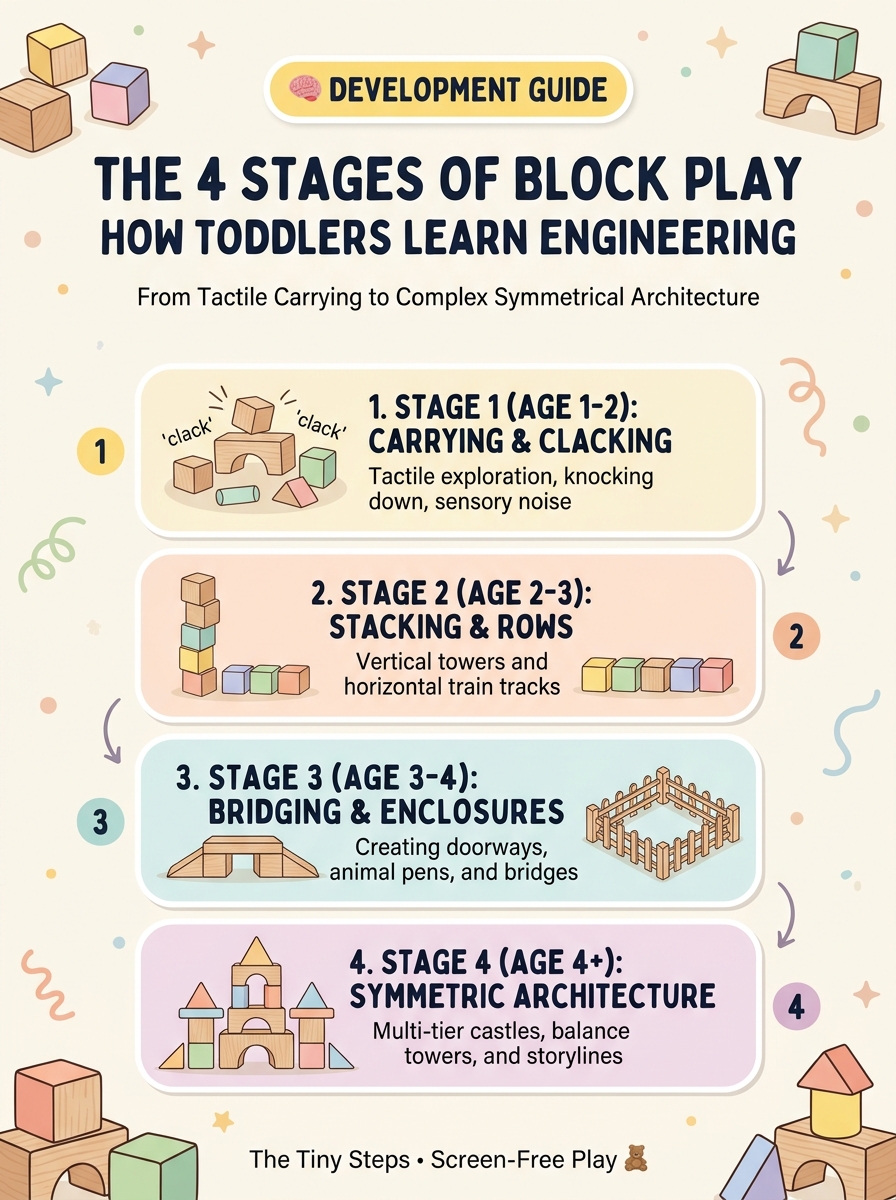 DEVELOPMENT GUIDE
THE 4 STAGES OF BLOCK PLAY
HOW TODDLERS LEARN ENGINEERING
From Tactile Carrying to Complex Symmetrical Architecture
1
'clack'
'clack'
1. STAGE 1 (AGE 1-2):
CARRYING & CLACKING
Tactile exploration, knocking
down, sensory noise
2. STAGE 2 (AGE 2-3):
STACKING & ROWS
Vertical towers and
horizontal train tracks
2
3
3. STAGE 3 (AGE 3-4):
BRIDGING & ENCLOSURES
Creating doorways,
animal pens, and bridges
4. STAGE 4 (AGE 4+):
SYMMETRIC ARCHITECTURE
Multi-tier castles, balance
towers, and storylines
4
The Tiny Steps • Screen-Free Play